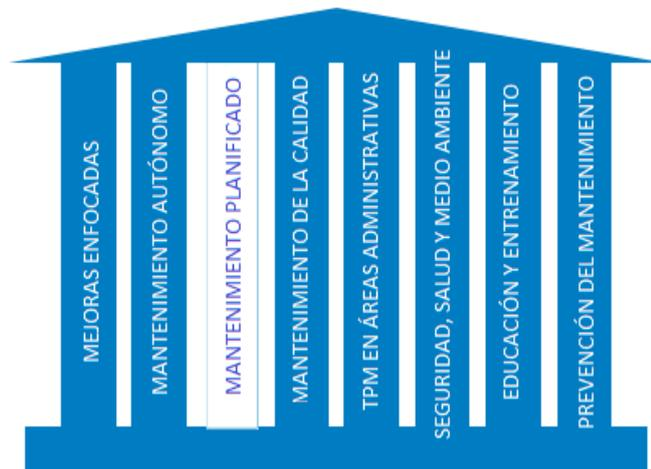 MEJORAS ENFOCADAS
MANTENIMIENTO AUTÓNOMO
MANTENIMIENTO PLANIFICADO
MANTENIMIENTO DE LA CALIDAD
TPM EN ÁREAS ADMINISTRATIVAS
SEGURIDAD, SALUD Y MEDIO AMBIENTE
EDUCACIÓN Y ENTRENAMIENTO
PREVENCIÓN DEL MANTENIMIENTO